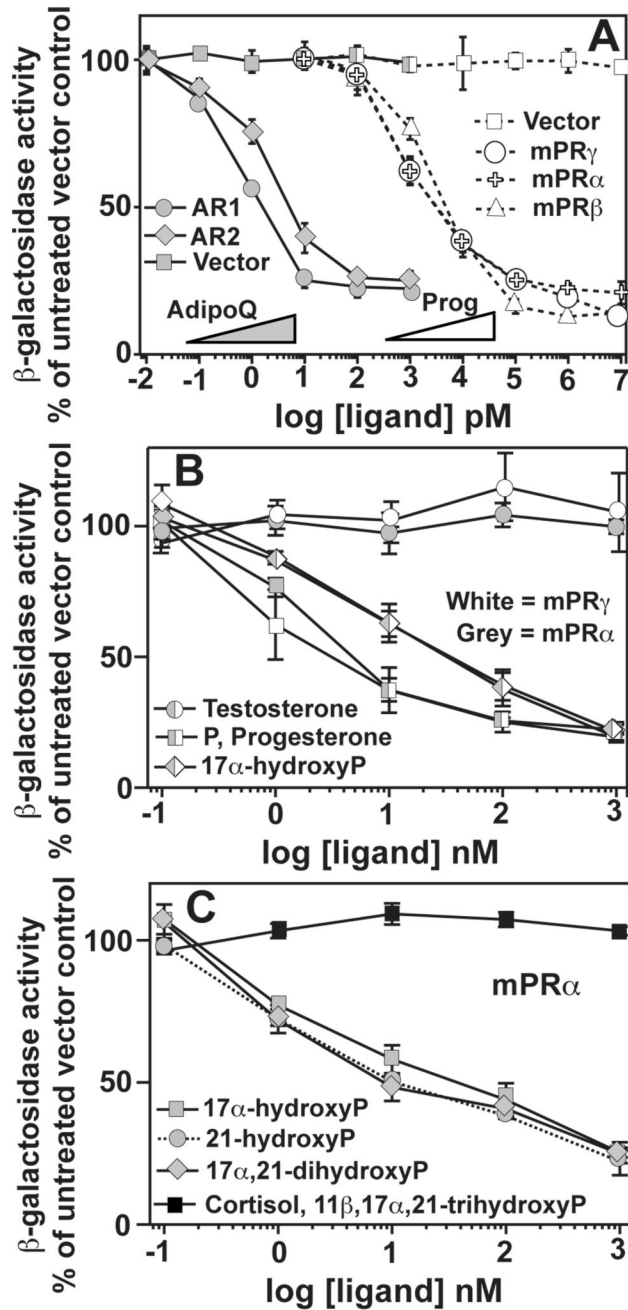 A
β-galactosidase activity
% of untreated vector control
100
50
0
Vector
mPRγ
mPRα
mPRβ
AR1
AR2
Vector
AdipoQ
Prog
-2 -1 0 1 2 3 4 5 6 7
log [ligand] pM
B
β-galactosidase activity
% of untreated vector control
100
50
0
White = mPRγ
Grey = mPRα
Testosterone
P, Progesterone
17α-hydroxyP
-1 0 1 2 3
log [ligand] nM
C
β-galactosidase activity
% of untreated vector control
100
50
0
mPRα
17α-hydroxyP
21-hydroxyP
17α,21-dihydroxyP
Cortisol, 11β,17α,21-trihydroxyP
-1 0 1 2 3
log [ligand] nM